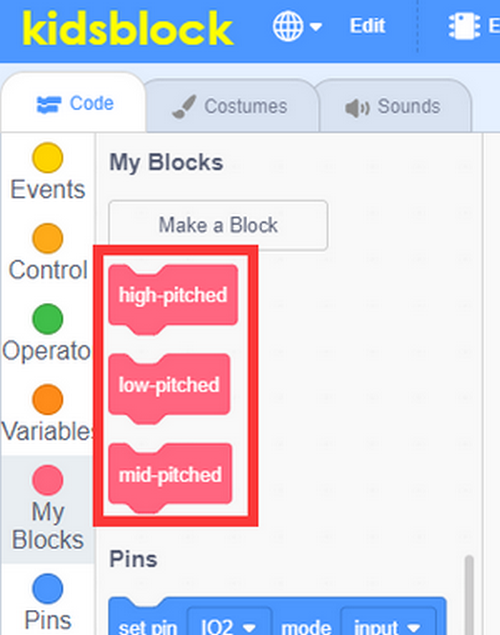 kidsblock
Edit
E
Code
Costumes
Sounds
Events
Control
Operato
Variables
My
Blocks
Pins
My Blocks
Make a Block
high-pitched
low-pitched
mid-pitched
Pins
set pin IO2 mode input